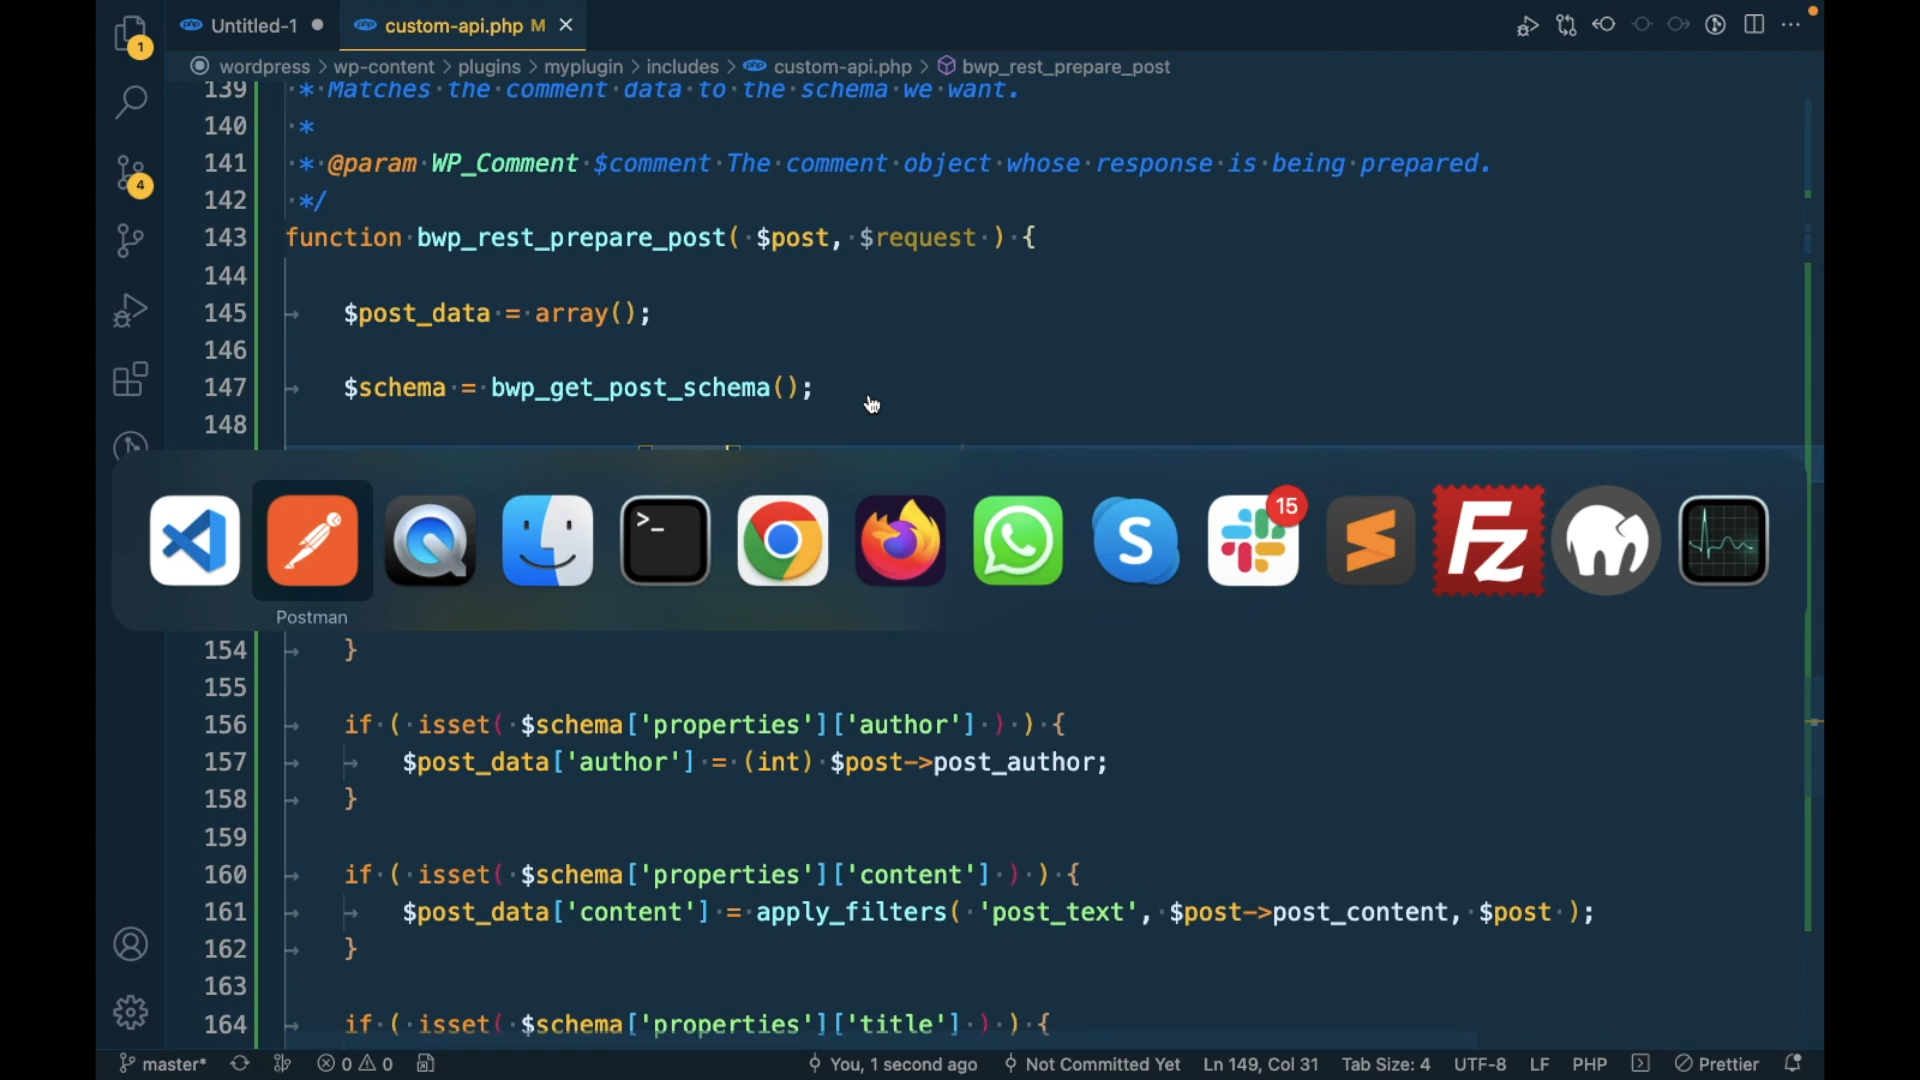 1
Untitled-1
custom-api.php M
wordpress > wp-content > plugins > myplugin > includes > custom-api.php > bwp_rest_prepare_post
139 * Matches the comment data to the schema we want.
140 *
141 * @param WP_Comment $comment The comment object whose response is being prepared.
142 */
4
143 function bwp_rest_prepare_post( $post, $request ) {
144
145 $post_data = array();
146
147 $schema = bwp_get_post_schema();
148
>_
S
15
Fz
Postman
154 }
155
156 if ( isset( $schema['properties']['author'] ) ) {
157 $post_data['author'] = (int) $post->post_author;
158 }
159
160 if ( isset( $schema['properties']['content'] ) ) {
161 $post_data['content'] = apply_filters( 'post_text', $post->post_content, $post );
162 }
163
164 if ( isset( $schema['properties']['title'] ) ) {
master* 0 0 You, 1 second ago Not Committed Yet Ln 149, Col 31 Tab Size: 4 UTF-8 LF PHP Prettier